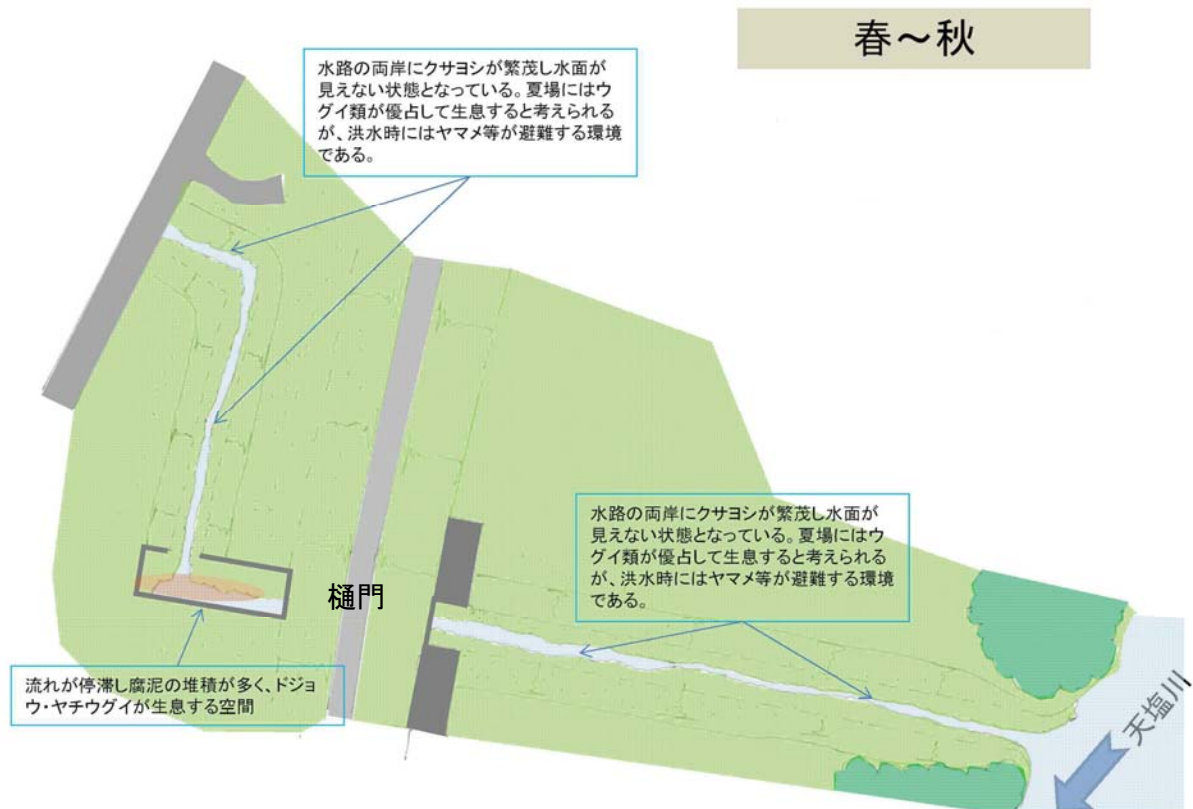 春～秋
水路の両岸にクサヨシが繁茂し水面が
見えない状態となっている。夏場にはウ
グイ類が優占して生息すると考えられる
が、洪水時にはヤマメ等が避難する環境
である。
水路の両岸にクサヨシが繁茂し水面が
見えない状態となっている。夏場にはウ
グイ類が優占して生息すると考えられる
が、洪水時にはヤマメ等が避難する環境
である。
樋門
流れが停滞し腐泥の堆積が多く、ドジョ
ウ・ヤチウグイが生息する空間
天塩川